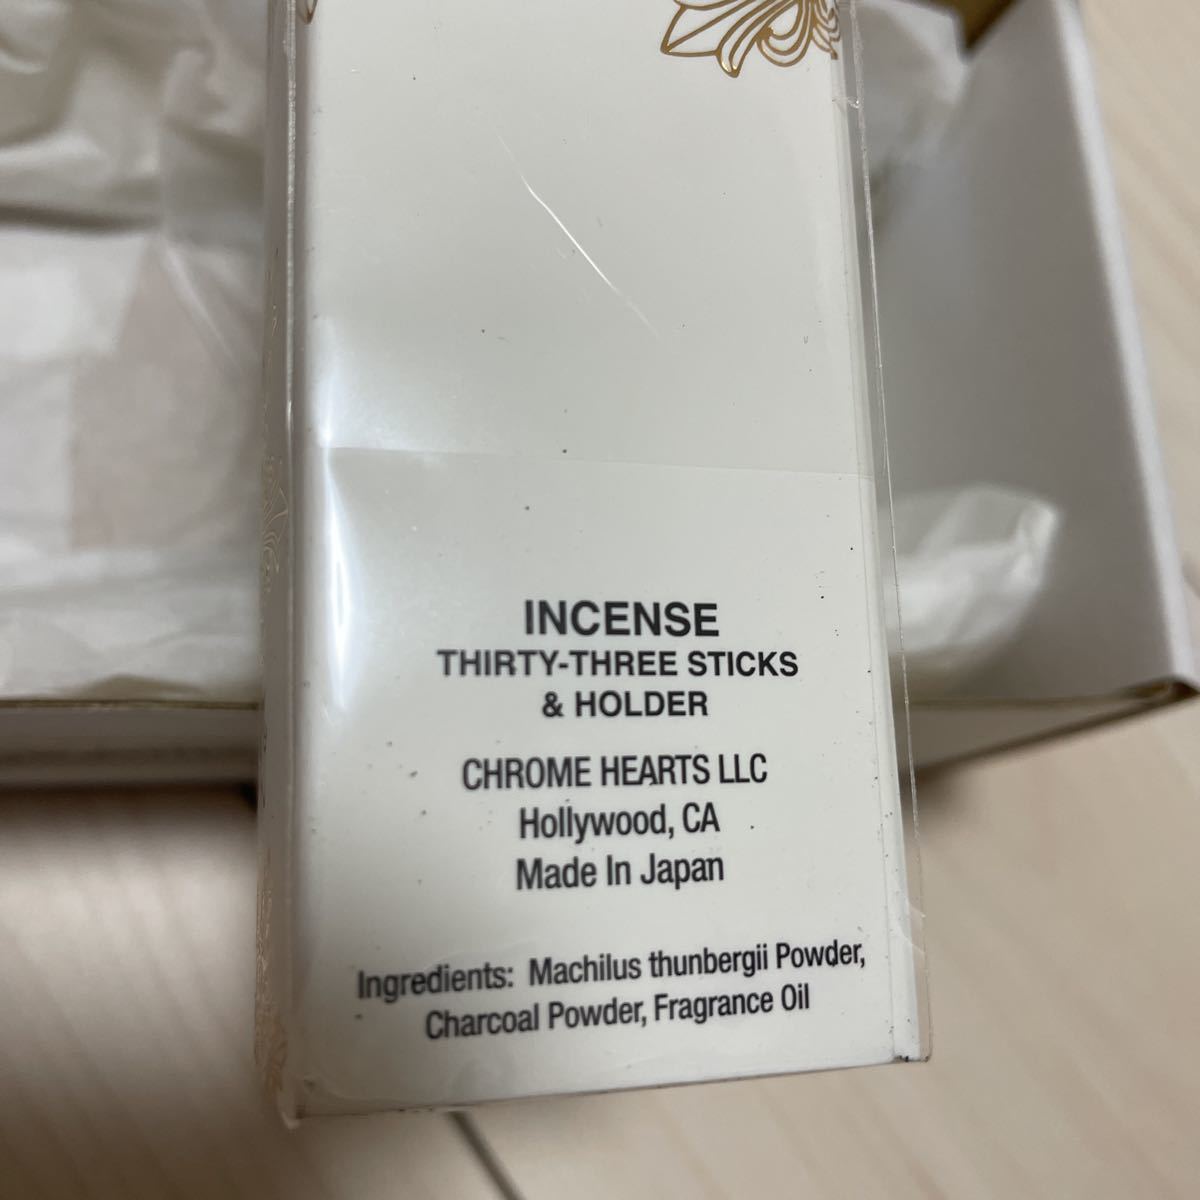 INCENSE
THIRTY-THREE STICKS
& HOLDER
CHROME HEARTS LLC
Hollywood, CA
Made In Japan
Ingredients: Machilus thunbergii Powder,
Charcoal Powder, Fragrance Oil